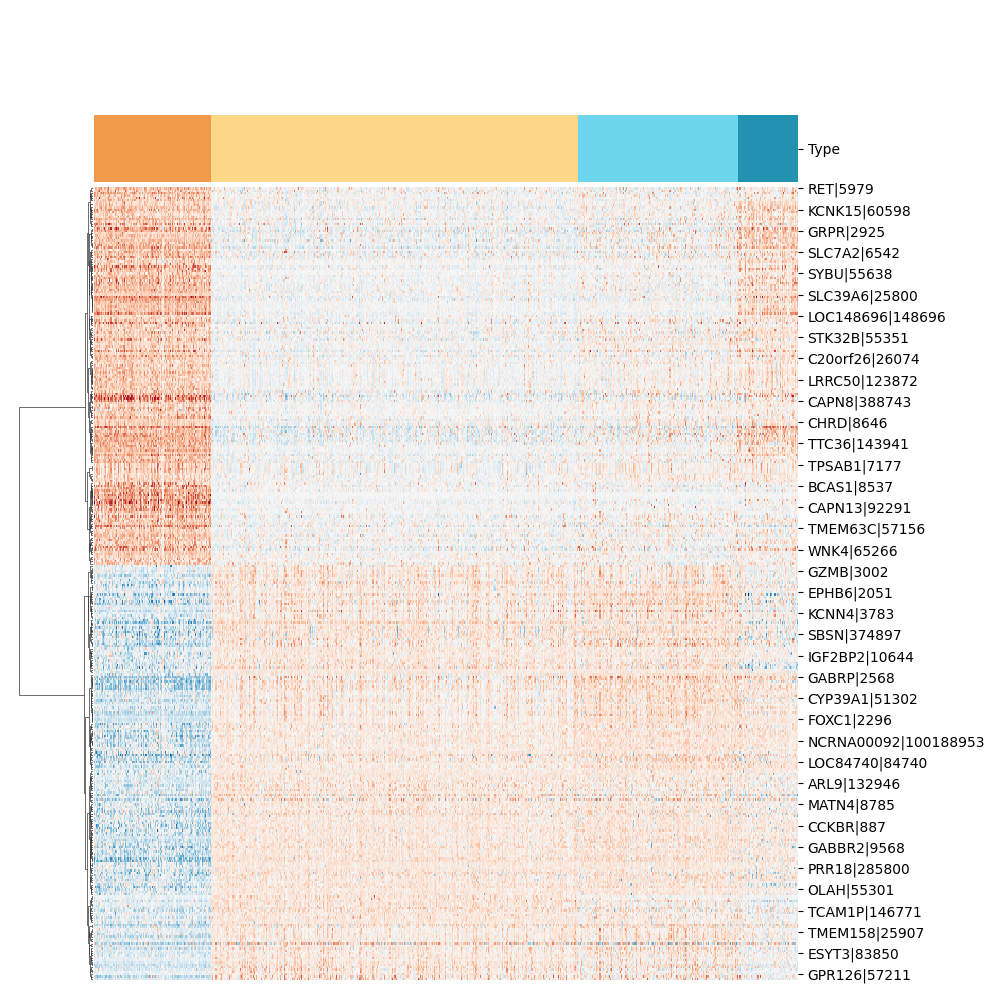 Type
RET|5979
KCNK15|60598
GRPR|2925
SLC7A2|6542
SYBU|55638
SLC39A6|25800
LOC148696|148696
STK32B|55351
C20orf26|26074
LRRC50|123872
CAPN8|388743
CHRD|8646
TTC36|143941
TPSAB1|7177
BCAS1|8537
CAPN13|92291
TMEM63C|57156
WNK4|65266
GZMB|3002
EPHB6|2051
KCNN4|3783
SBSN|374897
IGF2BP2|10644
GABRP|2568
CYP39A1|51302
FOXC1|2296
NCRNA00092|100188953
LOC84740|84740
ARL9|132946
MATN4|8785
CCKBR|887
GABBR2|9568
PRR18|285800
OLAH|55301
TCAM1P|146771
TMEM158|25907
ESYT3|83850
GPR126|57211